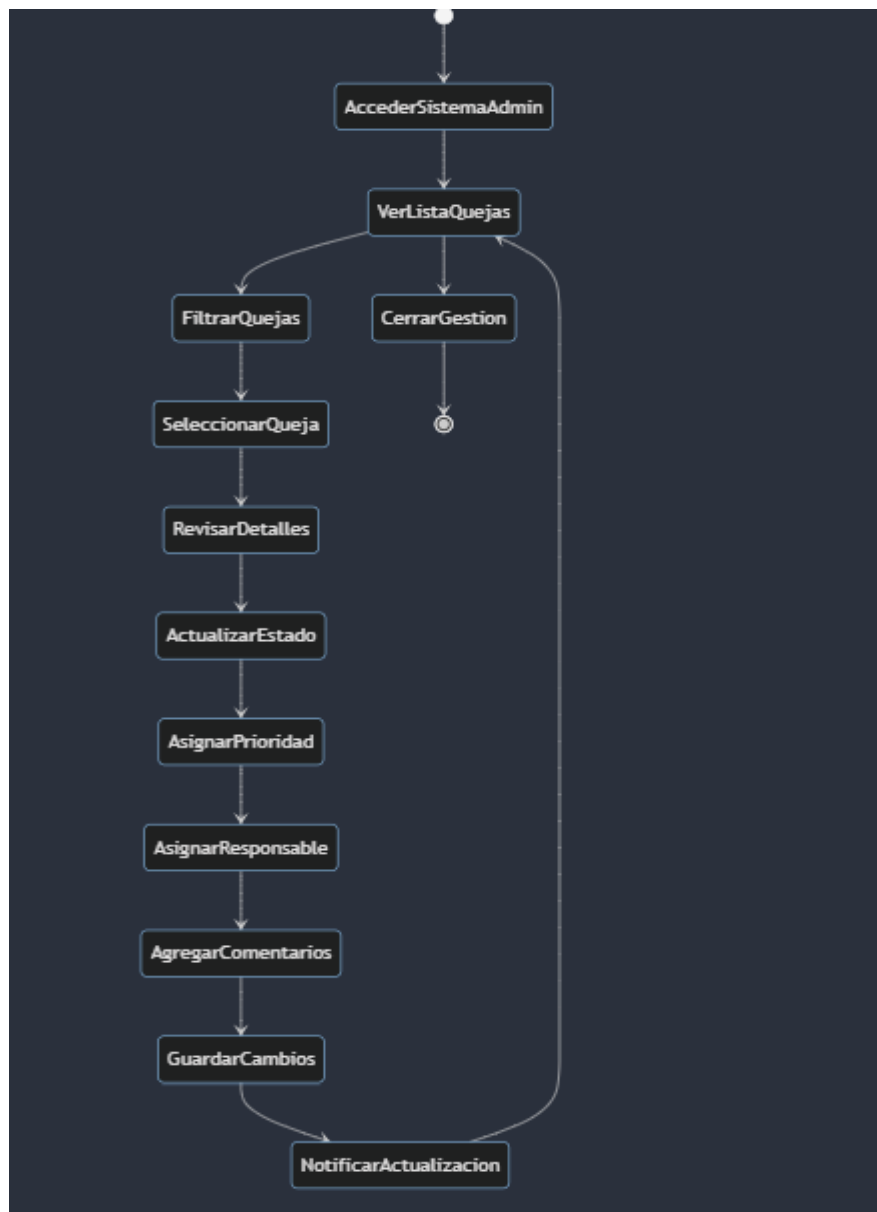 AccederSistemaAdmin
VerListaQuejas
FiltrarQuejas
CerrarGestion
SeleccionarQueja
RevisarDetalles
ActualizarEstado
AsignarPrioridad
AsignarResponsable
AgregarComentarios
GuardarCambios
NotificarActualizacion